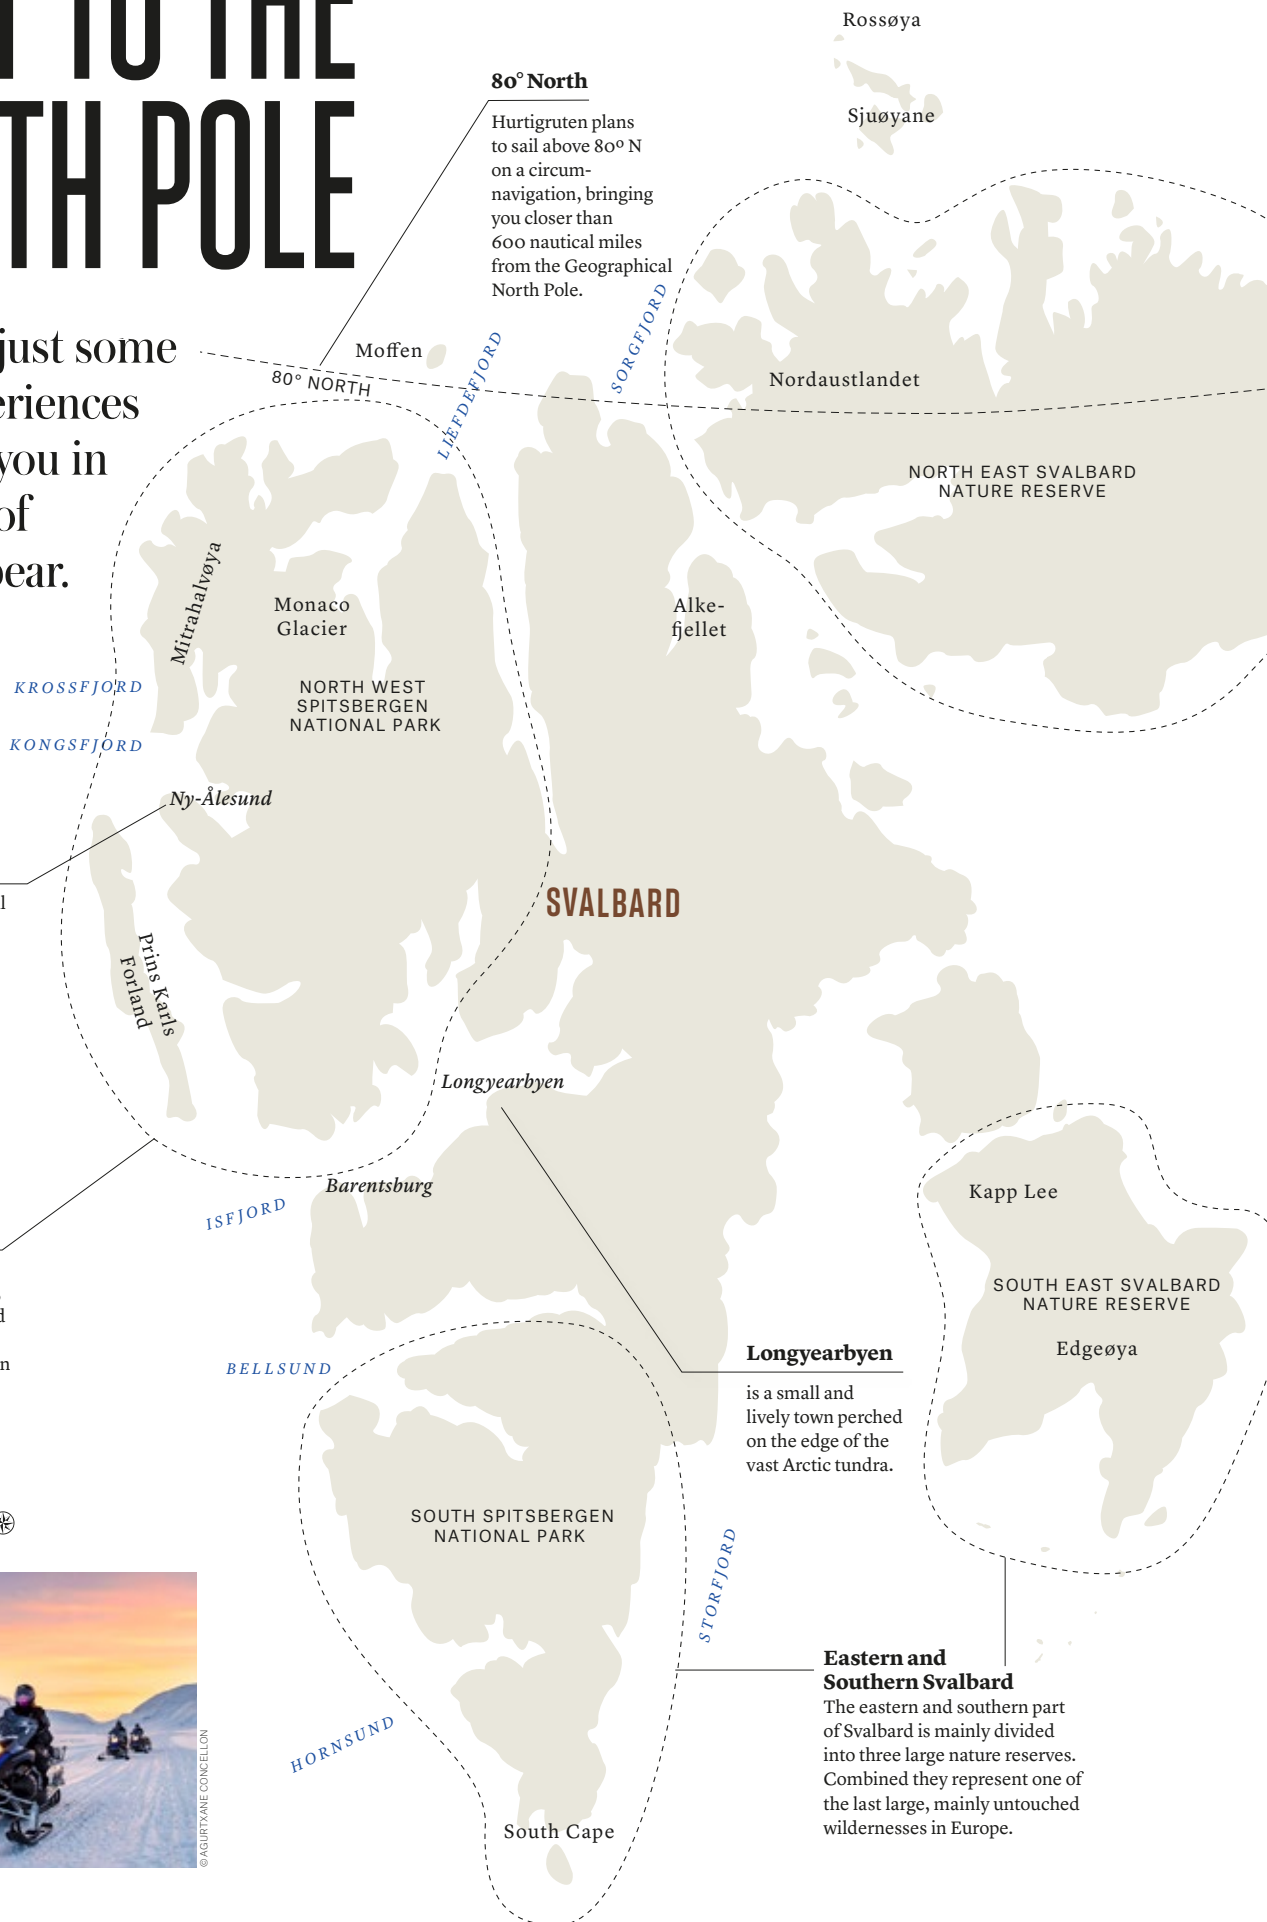 TO THE
TH POLE
just some
eriences
you in
of
bear.
80° North
Hurtigruten plans
to sail above 80º N
on a circum-
navigation, bringing
you closer than
600 nautical miles
from the Geographical
North Pole.
Rossøya
Sjuøyane
Moffen
80° NORTH
LIEFDEFJORD
SORGFJORD
Nordaustlandet
NORTH EAST SVALBARD
NATURE RESERVE
Mitrahalvøya
Monaco
Glacier
Alke-
fjellet
NORTH WEST
SPITSBERGEN
NATIONAL PARK
KROSSFJORD
KONGSFJORD
Ny-Ålesund
l
SVALBARD
Prins Karls
Forland
Longyearbyen
Barentsburg
ISFJORD
Kapp Lee
SOUTH EAST SVALBARD
NATURE RESERVE
Edgeøya
d
n
BELLSUND
Longyearbyen
is a small and
lively town perched
on the edge of the
vast Arctic tundra.
SOUTH SPITSBERGEN
NATIONAL PARK
STORFJORD
HORNSUND
South Cape
Eastern and
Southern Svalbard
The eastern and southern part
of Svalbard is mainly divided
into three large nature reserves.
Combined they represent one of
the last large, mainly untouched
wildernesses in Europe.
© AGURTXANE CONCELLON